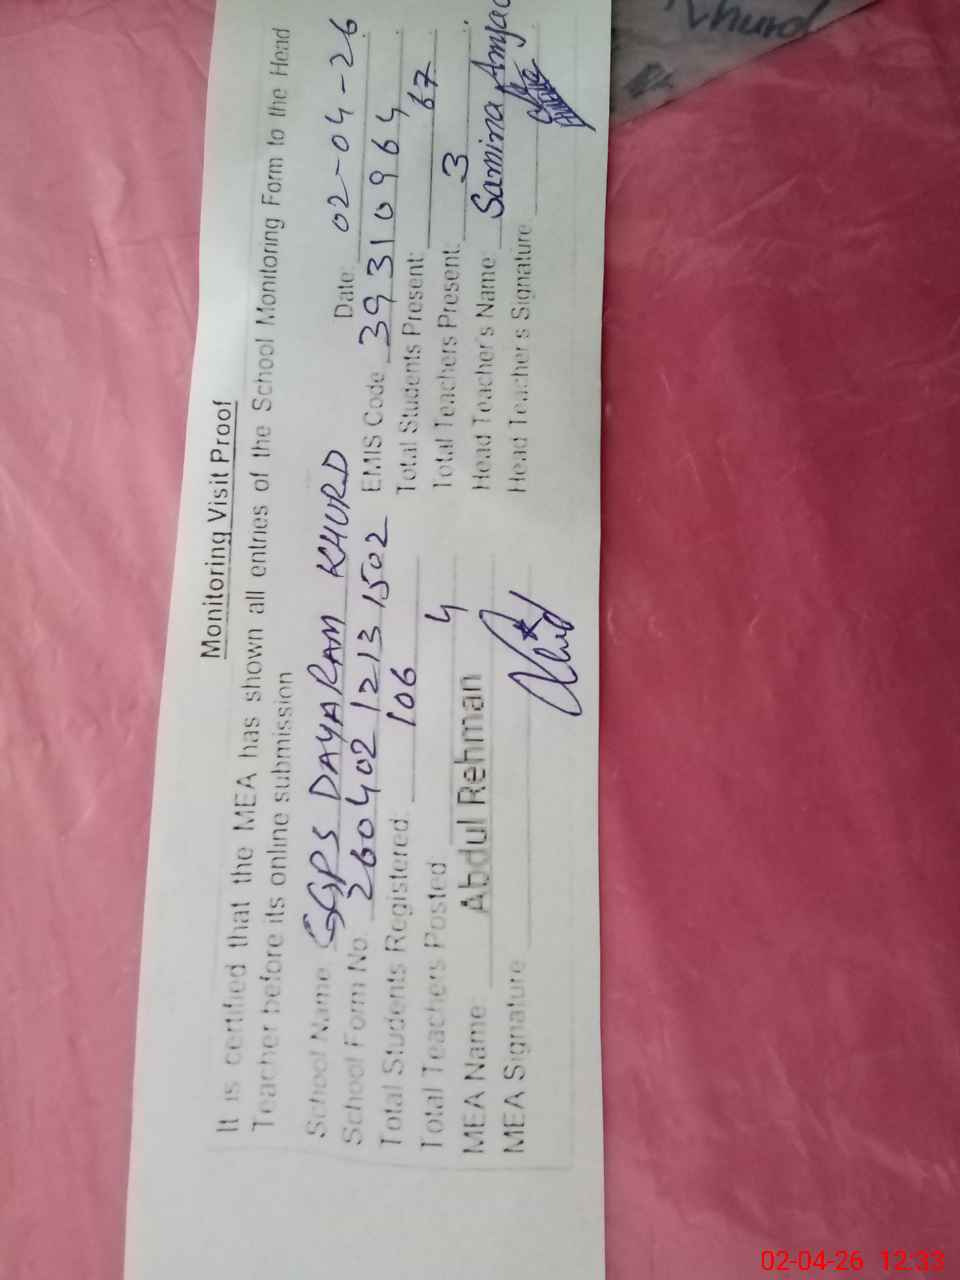 Monitoring Visit Proof
It is certified that the MEA has shown all entries of the School Monitoring Form to the Head
Teacher before its online submission
Date: 02-04-26
School Name: GGPS DAYARAM KHURD
EMIS Code 39310964
School Form No. 260402 1213 1502
Total Students Present: 67
Total Students Registered: 106
Total Teachers Present: 3
Total Teachers Posted 4
Head Teacher's Name: Samina Amjad
MEA Name: Abdul Rehman
Head Teacher's Signature
MEA Signature
Khurd
02-04-26 12:33